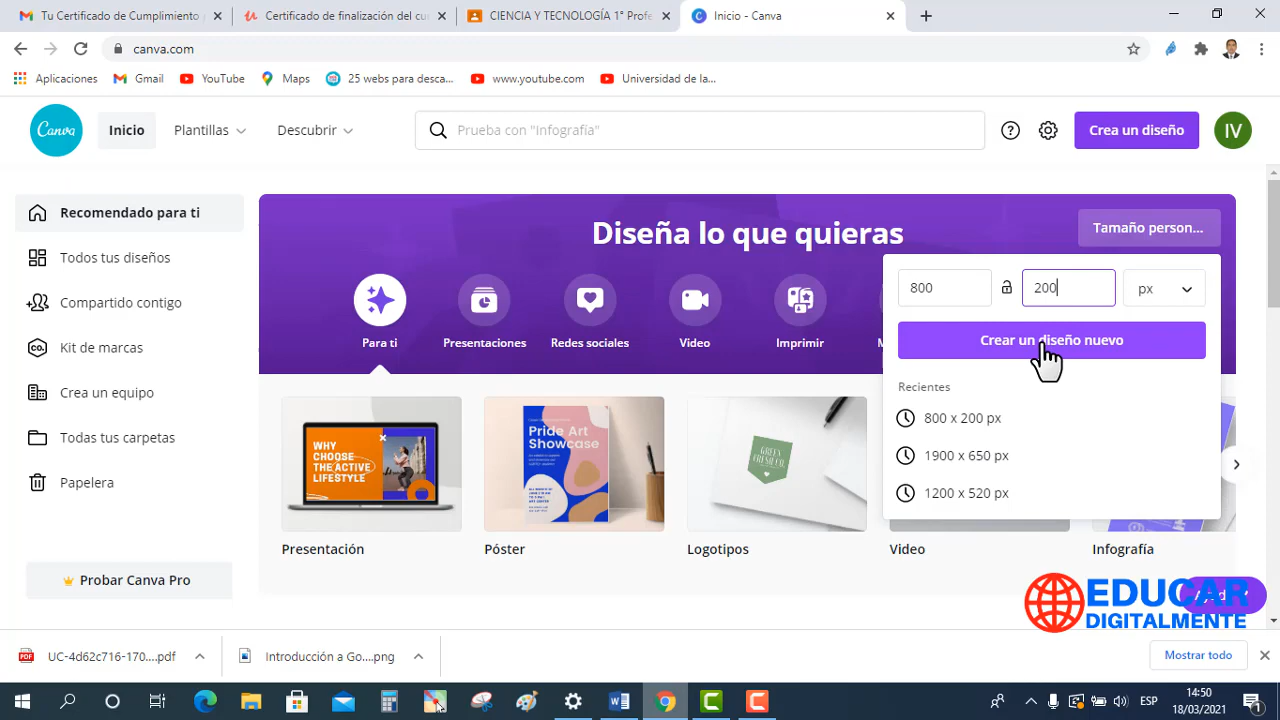 Tu Certificado de Cumplimiento /
Certificado de finalización del cu
CIENCIA Y TECNOLOGÍA 1° Profe
Inicio - Canva
canva.com
Aplicaciones
Gmail
YouTube
Maps
25 webs para desca...
www.youtube.com
Universidad de la...
Canva
Inicio
Plantillas
Descubrir
Prueba con "Infografía"
Crea un diseño
IV
Recomendado para ti
Todos tus diseños
Compartido contigo
Kit de marcas
Crea un equipo
Todas tus carpetas
Papelera
Probar Canva Pro
Diseña lo que quieras
Tamaño person...
Para ti
Presentaciones
Redes sociales
Video
Imprimir
800
200
px
Crear un diseño nuevo
Recientes
800 x 200 px
1900 x 650 px
1200 x 520 px
WHY
CHOOSE
THE ACTIVE
LIFESTYLE
Pride Art
Showcase
GREEN
FRESH CO.
Presentación
Póster
Logotipos
Video
Infografía
EDUCAR
DIGITALMENTE
UC-4d62c716-170....pdf
Introducción a Go....png
Mostrar todo
ESP
14:50
18/03/2021
1